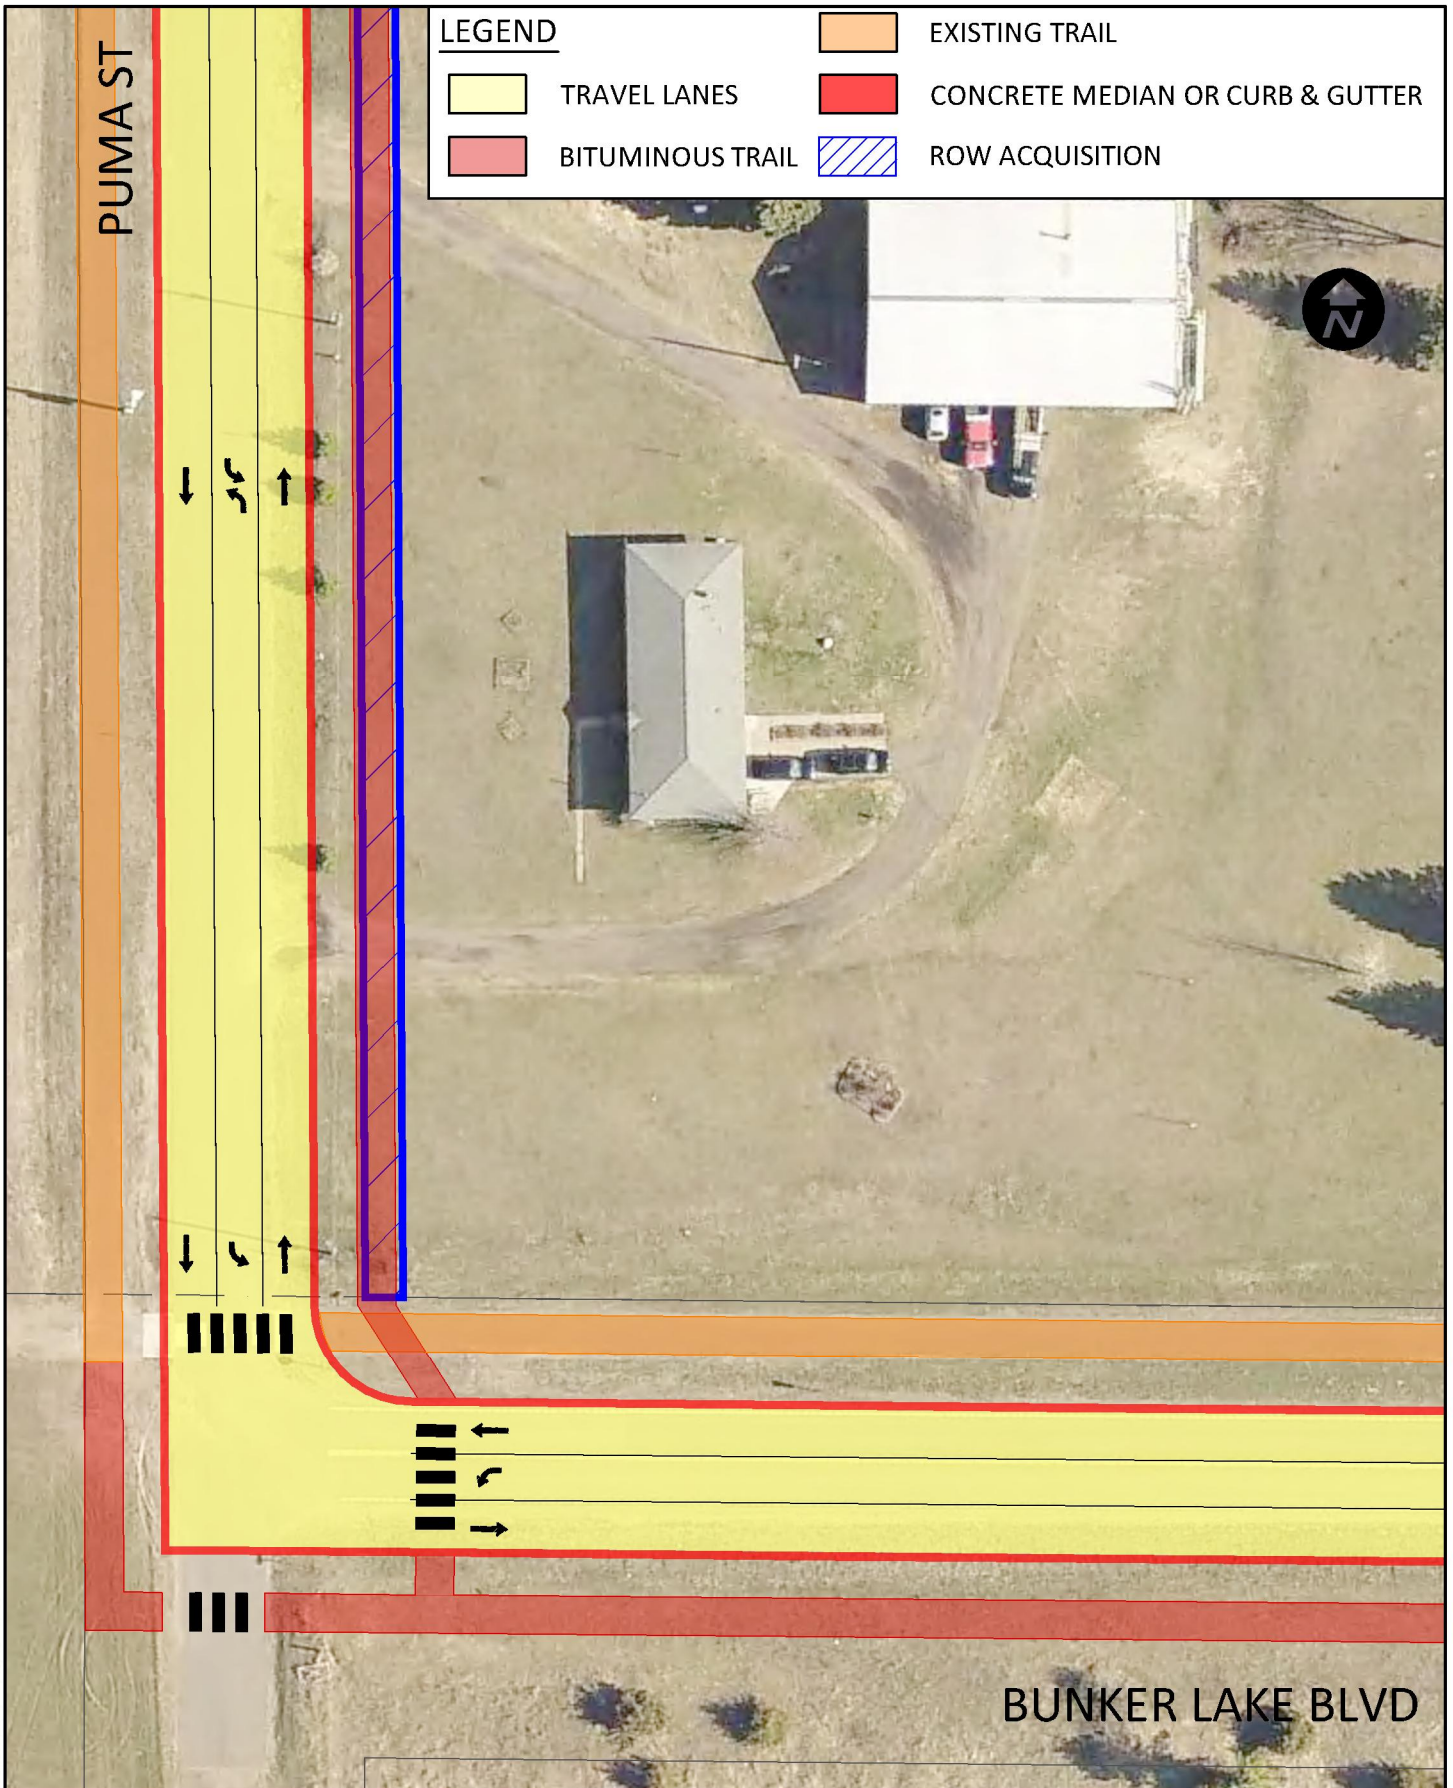 PUMA ST
LEGEND
TRAVEL LANES
BITUMINOUS TRAIL
EXISTING TRAIL
CONCRETE MEDIAN OR CURB & GUTTER
ROW ACQUISITION
N
BUNKER LAKE BLVD